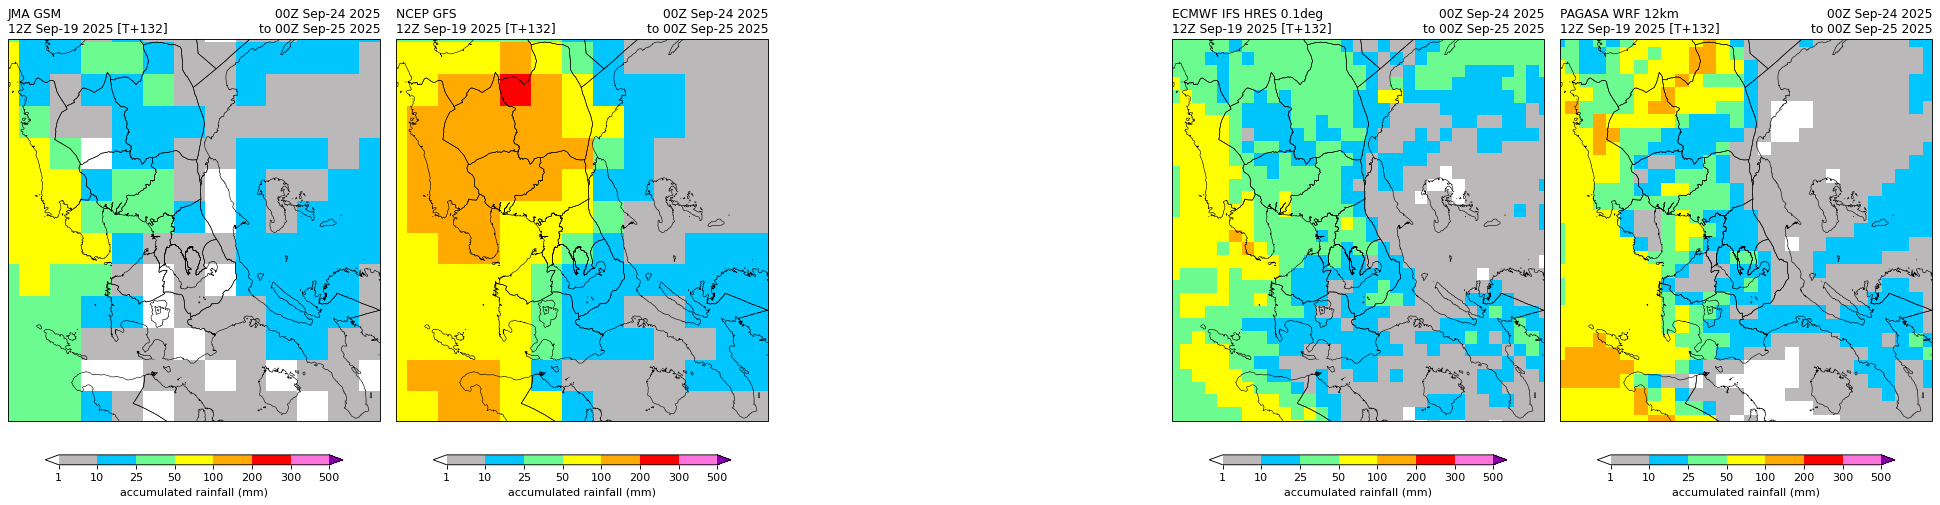 JMA GSM 00Z Sep-24 2025
12Z Sep-19 2025 [T+132] to 00Z Sep-25 2025
NCEP GFS 00Z Sep-24 2025
12Z Sep-19 2025 [T+132] to 00Z Sep-25 2025
ECMWF IFS HRES 0.1deg 00Z Sep-24 2025
12Z Sep-19 2025 [T+132] to 00Z Sep-25 2025
PAGASA WRF 12km 00Z Sep-24 2025
12Z Sep-19 2025 [T+132] to 00Z Sep-25 2025
1 10 25 50 100 200 300 500
accumulated rainfall (mm)
1 10 25 50 100 200 300 500
accumulated rainfall (mm)
1 10 25 50 100 200 300 500
accumulated rainfall (mm)
1 10 25 50 100 200 300 500
accumulated rainfall (mm)